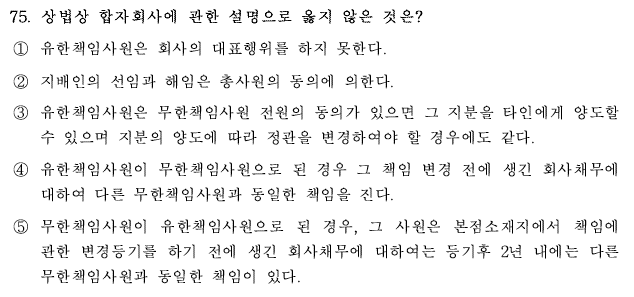 75. 상법상 합자회사에 관한 설명으로 옳지 않은 것은?
① 유한책임사원은 회사의 대표행위를 하지 못한다.
② 지배인의 선임과 해임은 총사원의 동의에 의한다.
③ 유한책임사원은 무한책임사원 전원의 동의가 있으면 그 지분을 타인에게 양도할
수 있으며 지분의 양도에 따라 정관을 변경하여야 할 경우에도 같다.
④ 유한책임사원이 무한책임사원으로 된 경우 그 책임 변경 전에 생긴 회사채무에
대하여 다른 무한책임사원과 동일한 책임을 진다.
⑤ 무한책임사원이 유한책임사원으로 된 경우, 그 사원은 본점소재지에서 책임에
관한 변경등기를 하기 전에 생긴 회사채무에 대하여는 등기후 2년 내에는 다른
무한책임사원과 동일한 책임이 있다.